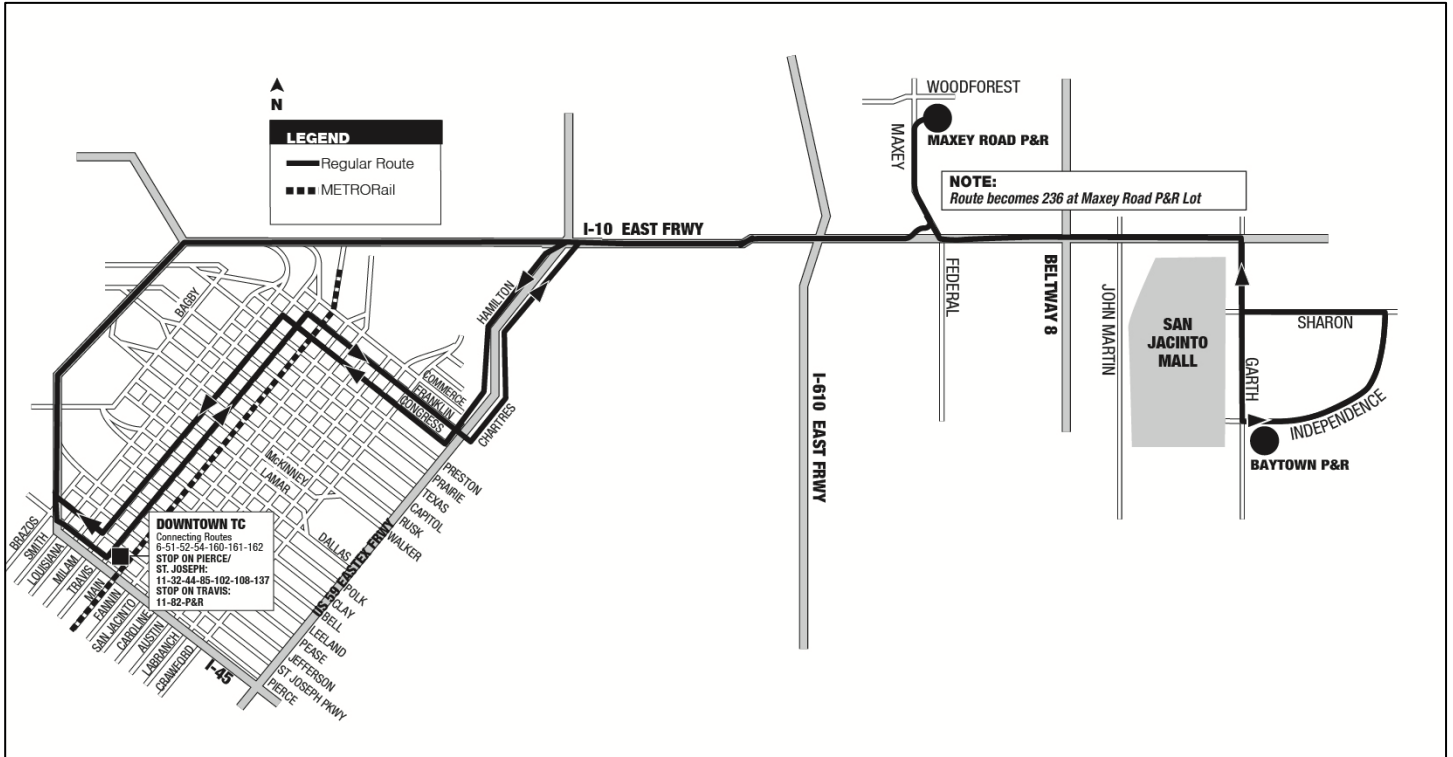 N
LEGEND
Regular Route
METRORail
WOODFOREST
MAXEY
MAXEY ROAD P&R
NOTE:
Route becomes 236 at Maxey Road P&R Lot
I-10 EAST FRWY
BAGBY
HAMILTON
COMMERCE
FRANKLIN
CONGRESS
CHARTRES
I-610 EAST FRWY
FEDERAL
BELTWAY 8
JOHN MARTIN
SAN
JACINTO
MALL
GARTH
SHARON
INDEPENDENCE
BAYTOWN P&R
McKINNEY
LAMAR
DALLAS
US 59 EASTEX FRWY
PRESTON
PRAIRIE
TEXAS
CAPITOL
RUSK
WALKER
POLK
CLAY
BELL
LEELAND
PEASE
JEFFERSON
ST JOSEPH PKWY
PIERCE
DOWNTOWN TC
Connecting Routes
6-51-52-54-160-161-162
STOP ON PIERCE/
ST. JOSEPH:
11-32-44-85-102-108-137
STOP ON TRAVIS:
11-82-P&R
BRAZOS
SMITH
LOUISIANA
MILAM
TRAVIS
MAIN
FANNIN
SAN JACINTO
CAROLINE
AUSTIN
LABRANCH
CRAWFORD
I-45